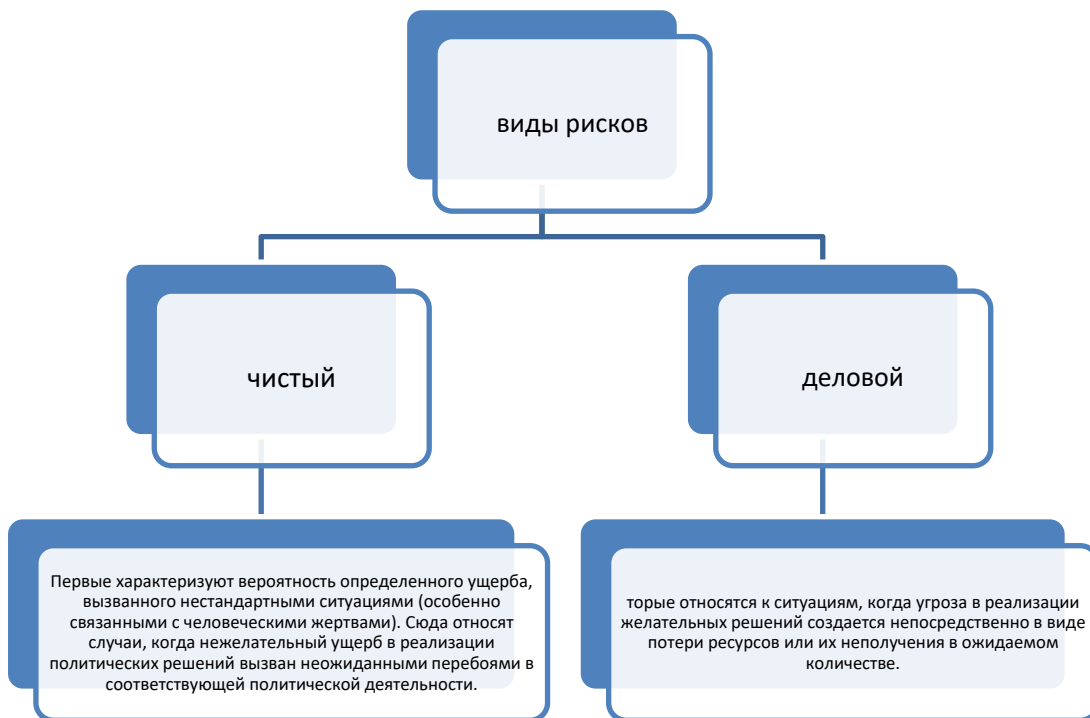 виды рисков
чистый
деловой
Первые характеризуют вероятность определенного ущерба,
вызванного нестандартными ситуациями (особенно
связанными с человеческими жертвами). Сюда относят
случаи, когда нежелательный ущерб в реализации
политических решений вызван неожиданными перебоями в
соответствующей политической деятельности.
торые относятся к ситуациям, когда угроза в реализации
желательных решений создается непосредственно в виде
потери ресурсов или их неполучения в ожидаемом
количестве.